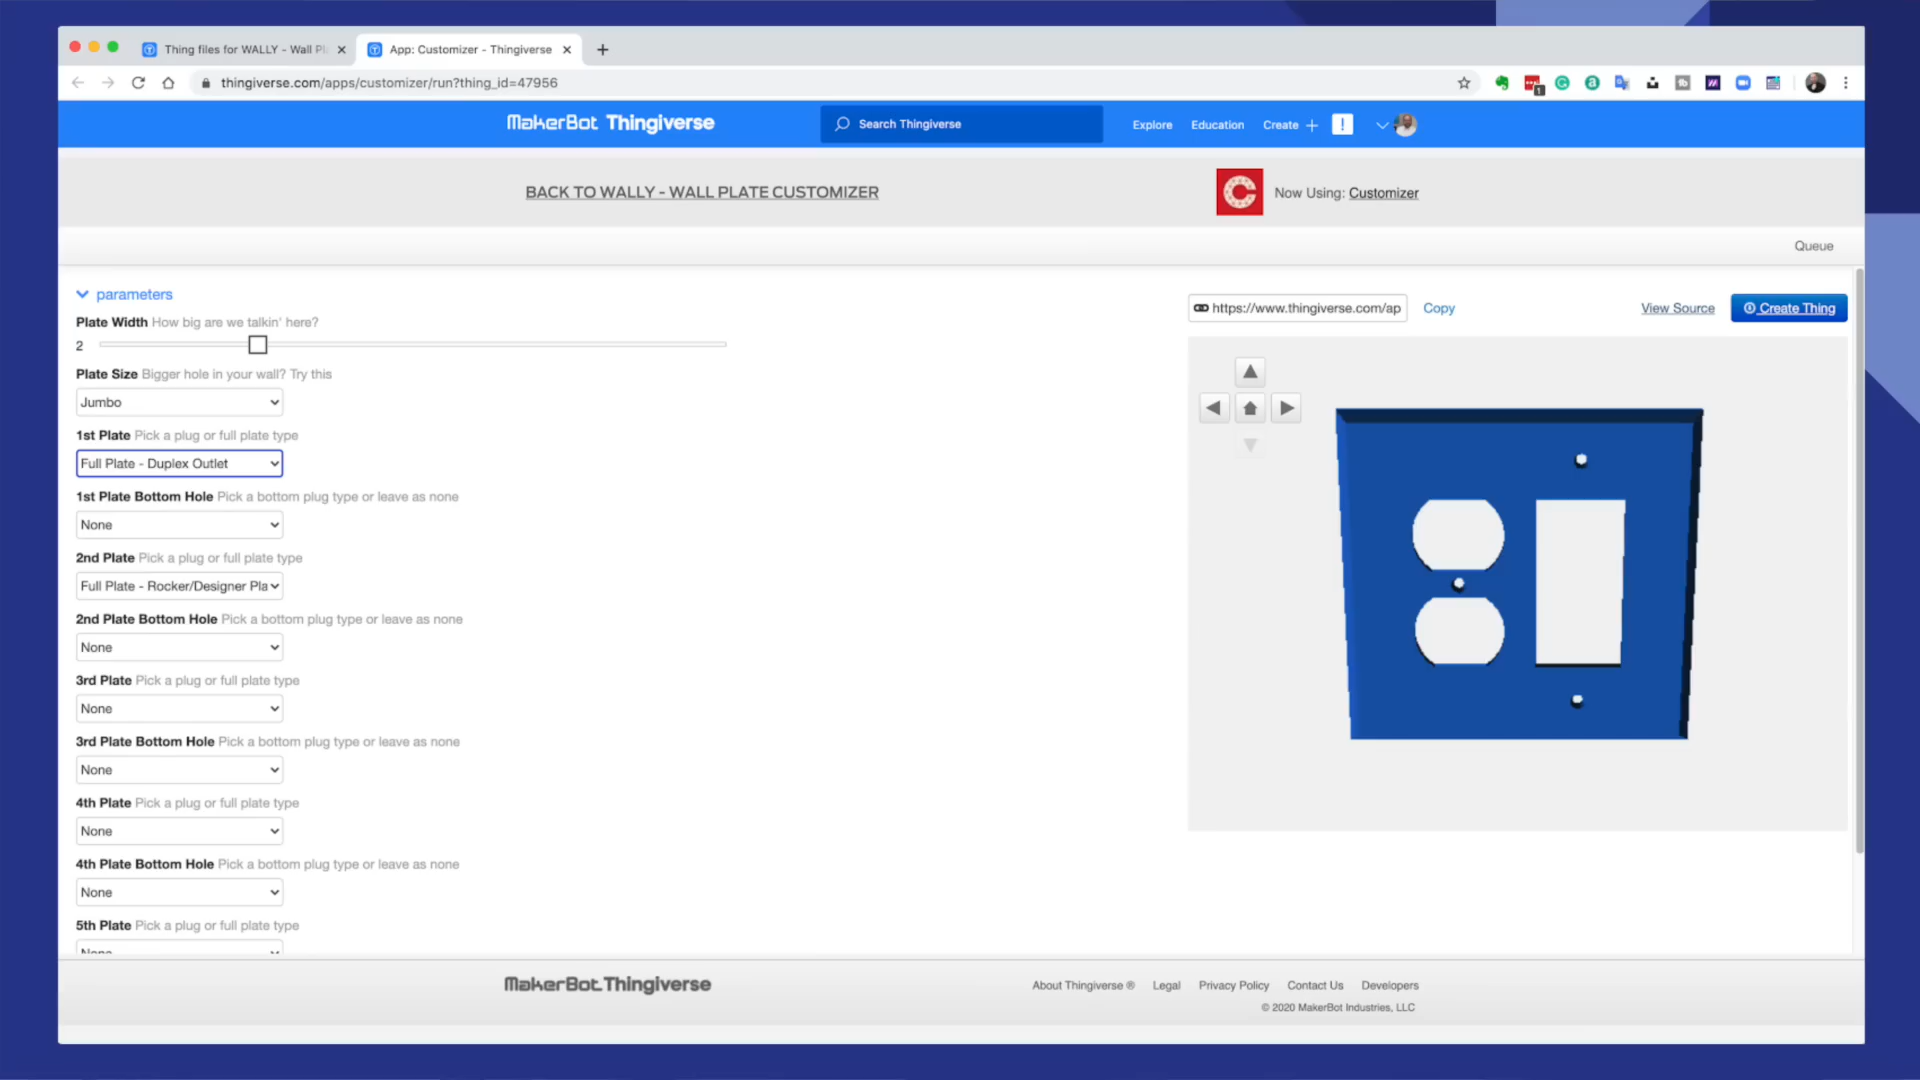 Thing files for WALLY - Wall Pl
App: Customizer - Thingiverse
thingiverse.com/apps/customizer/run?thing_id=47956
1
MakerBot Thingiverse
Search Thingiverse
Explore
Education
Create +
!
BACK TO WALLY - WALL PLATE CUSTOMIZER
Now Using: Customizer
Queue
parameters
Plate Width How big are we talkin' here?
2
Plate Size Bigger hole in your wall? Try this
Jumbo
1st Plate Pick a plug or full plate type
Full Plate - Duplex Outlet
1st Plate Bottom Hole Pick a bottom plug type or leave as none
None
2nd Plate Pick a plug or full plate type
Full Plate - Rocker/Designer Pla
2nd Plate Bottom Hole Pick a bottom plug type or leave as none
None
3rd Plate Pick a plug or full plate type
None
3rd Plate Bottom Hole Pick a bottom plug type or leave as none
None
4th Plate Pick a plug or full plate type
None
4th Plate Bottom Hole Pick a bottom plug type or leave as none
None
5th Plate Pick a plug or full plate type
None
https://www.thingiverse.com/ap
Copy
View Source
Create Thing
MakerBot.Thingiverse
About Thingiverse ®
Legal
Privacy Policy
Contact Us
Developers
© 2020 MakerBot Industries, LLC